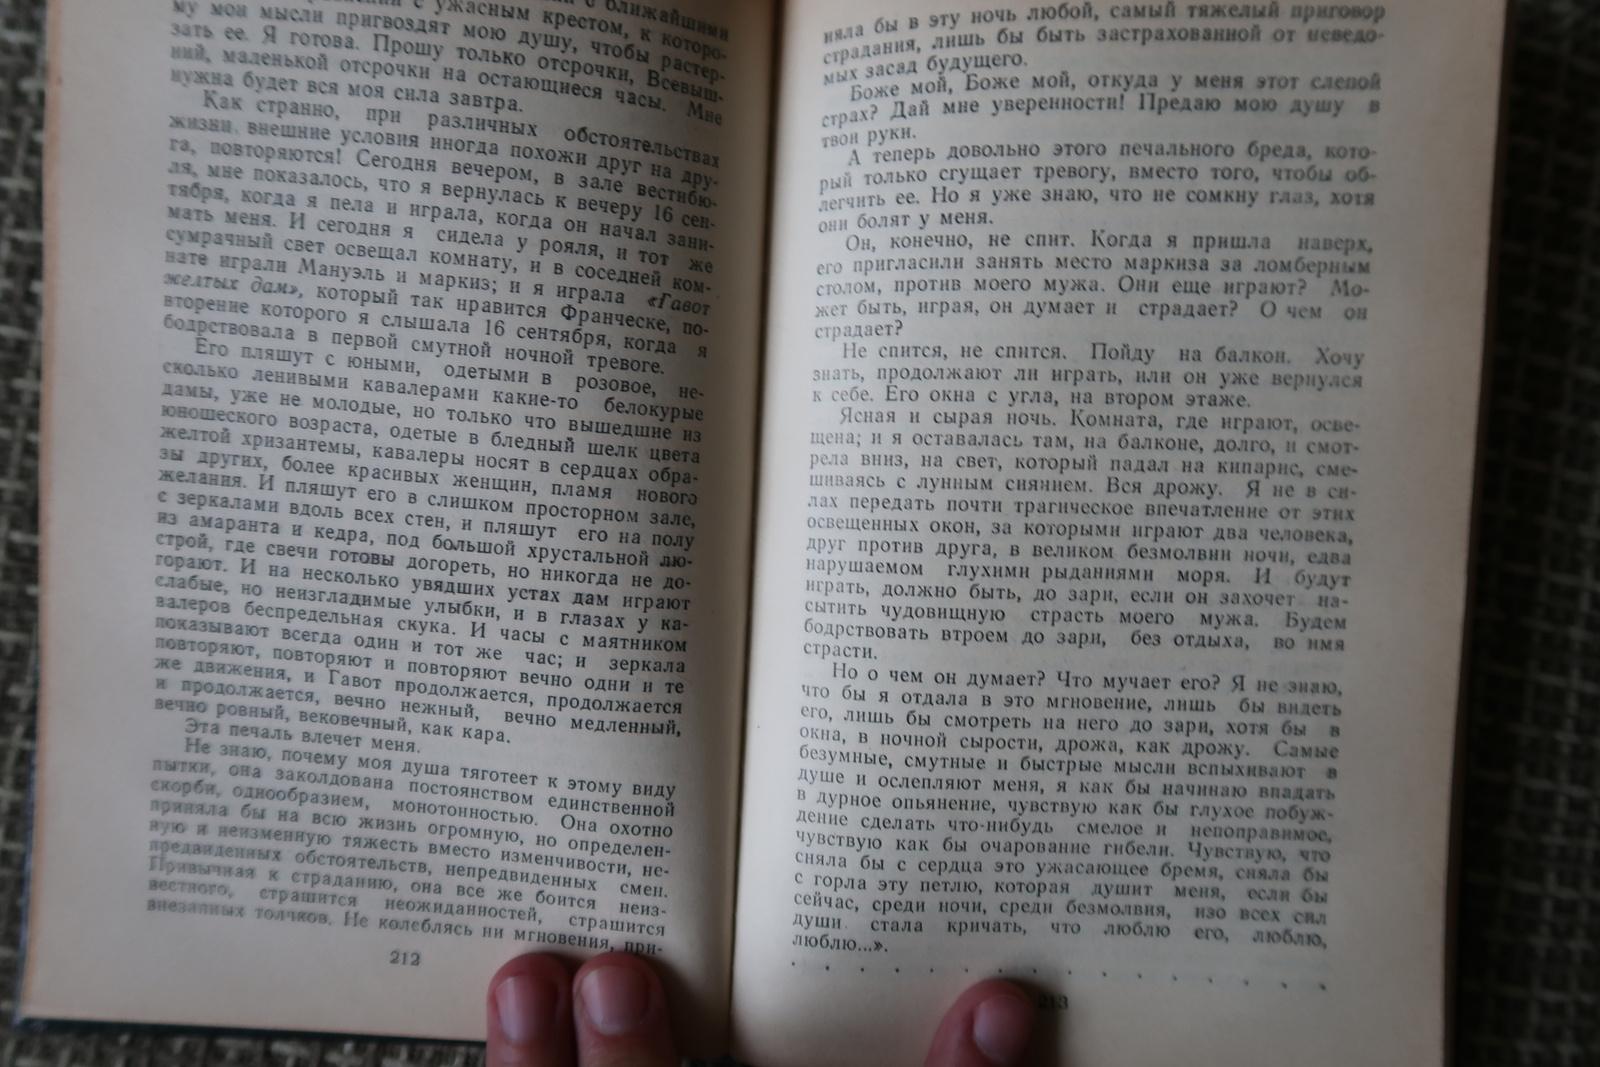 с ужасным крестом, к которо-
му мои мысли пригвоздят мою душу, чтобы растер-
зать ее. Я готова. Прошу только отсрочки, Всевыш-
ний, маленькой отсрочки на остающиеся часы. Мне
нужна будет вся моя сила завтра.
Как странно, при различных обстоятельствах
жизни внешние условия иногда похожи друг на дру-
га, повторяются! Сегодня вечером, в зале вестибю-
ля, мне показалось, что я вернулась к вечеру 16 сен-
тября, когда я пела и играла, когда он начал зани-
мать меня. И сегодня я сидела у рояля, и тот же
сумрачный свет освещал комнату, и в соседней ком-
нате играли Мануэль и маркиз; и я играла «Гавот
желтых дам», который так нравится Франческе, по-
вторение которого я слышала 16 сентября, когда я
бодрствовала в первой смутной ночной тревоге.
Его пляшут с юными, одетыми в розовое, не-
сколько ленивыми кавалерами какие-то белокурые
дамы, уже не молодые, но только что вышедшие из
юношеского возраста, одетые в бледный шелк цвета
желтой хризантемы, кавалеры носят в сердцах обра-
зы других, более красивых женщин, пламя нового
желания. И пляшут его в слишком просторном зале,
с зеркалами вдоль всех стен, и пляшут его на полу
из амаранта и кедра, под большой хрустальной лю-
строй, где свечи готовы догореть, но никогда не до-
горают. И на несколько увядших устах дам играют
слабые, но неизгладимые улыбки, и в глазах у ка-
валеров беспредельная скука. И часы с маятником
показывают всегда один и тот же час; и зеркала
повторяют, повторяют и повторяют вечно одни и те
же движения, и Гавот продолжается, продолжается
и продолжается, вечно нежный, вечно медленный,
вечно ровный, вековечный, как кара.
Эта печаль влечет меня.
Не знаю, почему моя душа тяготеет к этому виду
пытки, она заколдована постоянством единственной
скорби, однообразием, монотонностью. Она охотно
приняла бы на всю жизнь огромную, но определен-
ную и неизменную тяжесть вместо изменчивости, не-
предвиденных обстоятельств, непредвиденных смен.
Привычная к страданию, она все же боится неиз-
вестного, страшится неожиданностей, страшится
внезапных толчков. Не колеблясь ни мгновения, при-
212
няла бы в эту ночь любой, самый тяжелый приговор
страдания, лишь бы быть застрахованной от неведо-
мых засад будущего.
Боже мой, Боже мой, откуда у меня этот слепой
страх? Дай мне уверенности! Предаю мою душу в
твои руки.
А теперь довольно этого печального бреда, кото-
рый только сгущает тревогу, вместо того, чтобы об-
легчить ее. Но я уже знаю, что не сомкну глаз, хотя
они болят у меня.
Он, конечно, не спит. Когда я пришла наверх,
его пригласили занять место маркиза за ломберным
столом, против моего мужа. Они еще играют? Мо-
жет быть, играя, он думает и страдает? О чем он
страдает?
Не спится, не спится. Пойду на балкон. Хочу
знать, продолжают ли играть, или он уже вернулся
к себе. Его окна с угла, на втором этаже.
Ясная и сырая ночь. Комната, где играют, осве-
щена; и я оставалась там, на балконе, долго, и смот-
рела вниз, на свет, который падал на кипарис, сме-
шиваясь с лунным сиянием. Вся дрожу. Я не в си-
лах передать почти трагическое впечатление от этих
освещенных окон, за которыми играют два человека,
друг против друга, в великом безмолвии ночи, едва
нарушаемом глухими рыданиями моря. И будут
играть, должно быть, до зари, если он захочет на-
сытить чудовищную страсть моего мужа. Будем
бодрствовать втроем до зари, без отдыха, во имя
страсти.
Но о чем он думает? Что мучает его? Я не знаю,
что бы я отдала в это мгновение, лишь бы видеть
его, лишь бы смотреть на него до зари, хотя бы в
окна, в ночной сырости, дрожа, как дрожу. Самые
безумные, смутные и быстрые мысли вспыхивают в
душе и ослепляют меня, я как бы начинаю впадать
в дурное опьянение, чувствую как бы глухое побуж-
дение сделать что-нибудь смелое и непоправимое,
чувствую как бы очарование гибели. Чувствую, что
сняла бы с сердца это ужасающее бремя, сняла бы
с горла эту петлю, которая душит меня, если бы
сейчас, среди ночи, среди безмолвия, изо всех сил
души стала кричать, что люблю его, люблю,
люблю...».
. . . . . . . . . . . . . . .
213